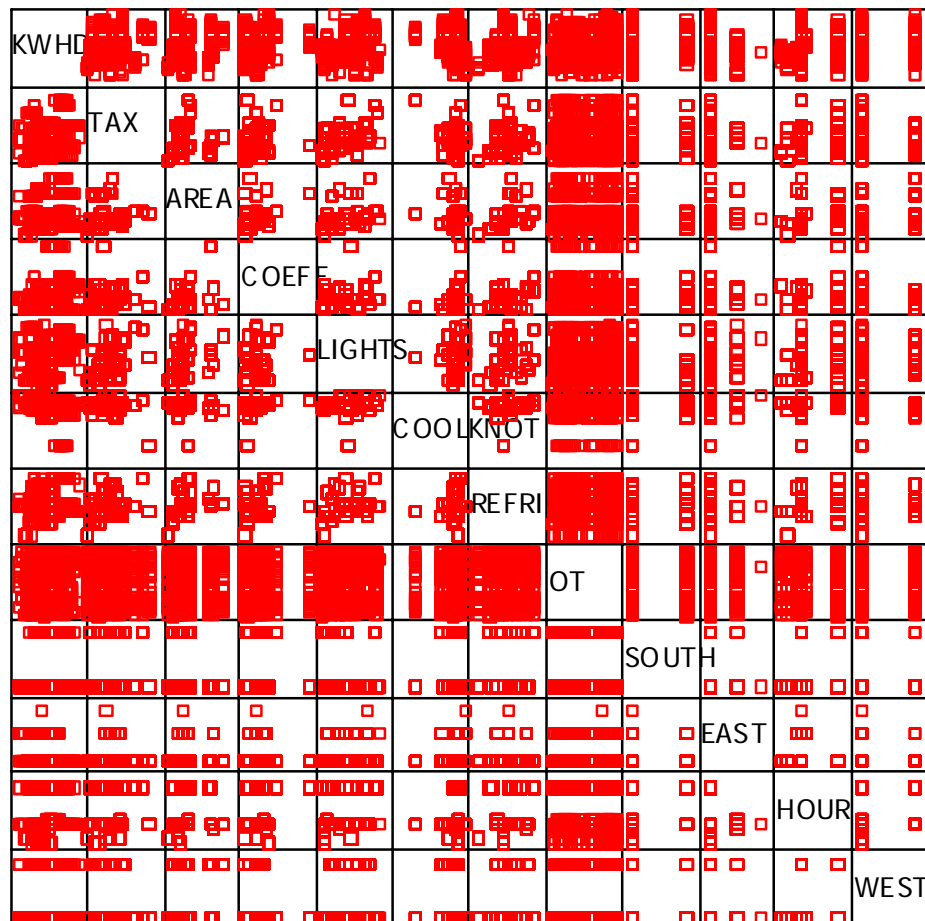 KWHD
TAX
AREA
COEFF
LIGHTS
COOLKNOT
REFRI
OT
SOUTH
EAST
HOUR
WEST